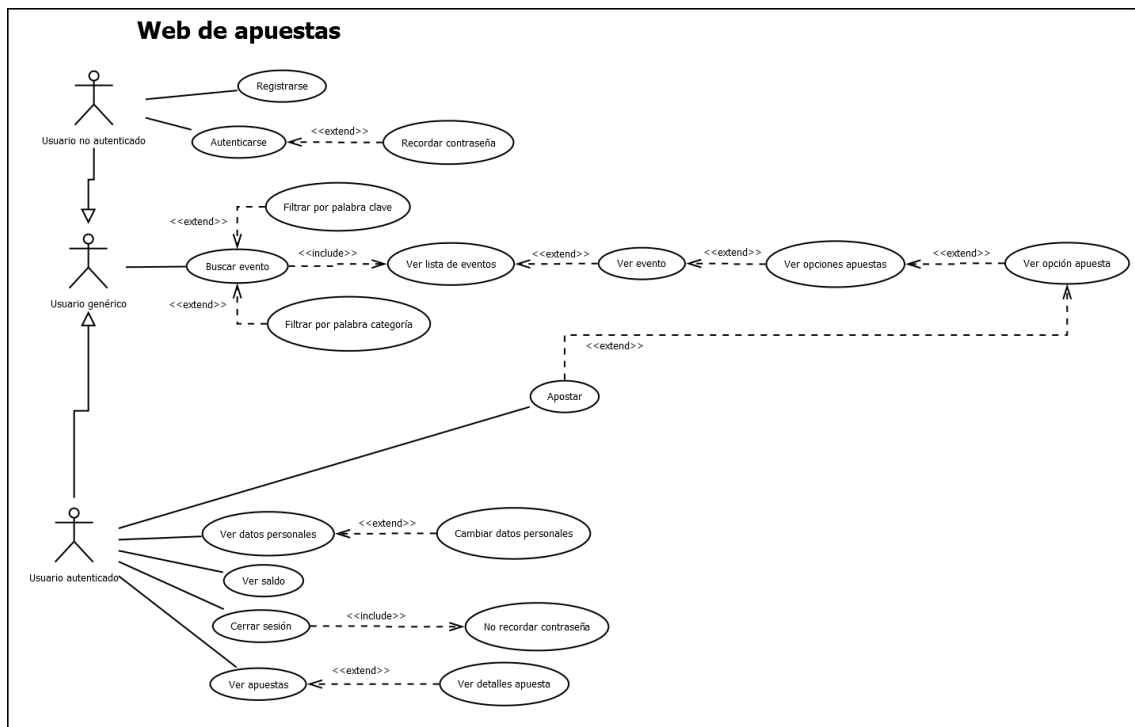 Web de apuestas
Registrarse
Usuario no autenticado
Autenticarse
<<extend>>
Recordar contraseña
Filtrar por palabra clave
<<extend>>
Usuario genérico
Buscar evento
<<include>>
Ver lista de eventos
<<extend>>
Ver evento
<<extend>>
Ver opciones apuestas
<<extend>>
Ver opción apuesta
<<extend>>
Filtrar por palabra categoría
<<extend>>
Apostar
Usuario autenticado
Ver datos personales
<<extend>>
Cambiar datos personales
Ver saldo
Cerrar sesión
<<include>>
No recordar contraseña
Ver apuestas
<<extend>>
Ver detalles apuesta